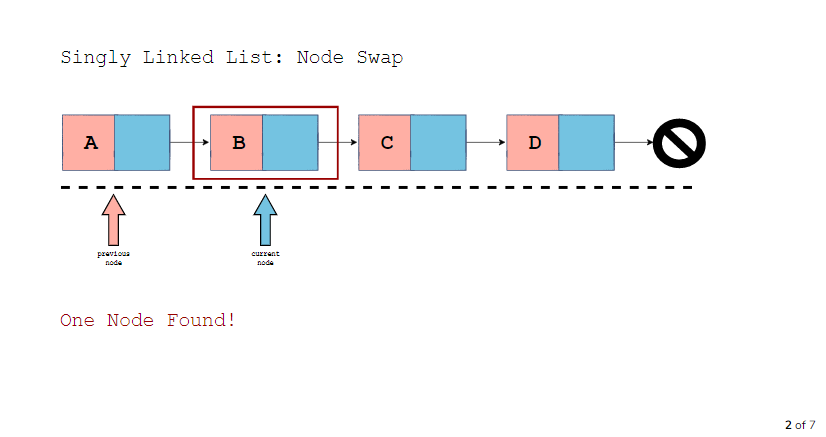 Singly Linked List: Node Swap
A B C D
previous
node
current
node
One Node Found!
2 of 7